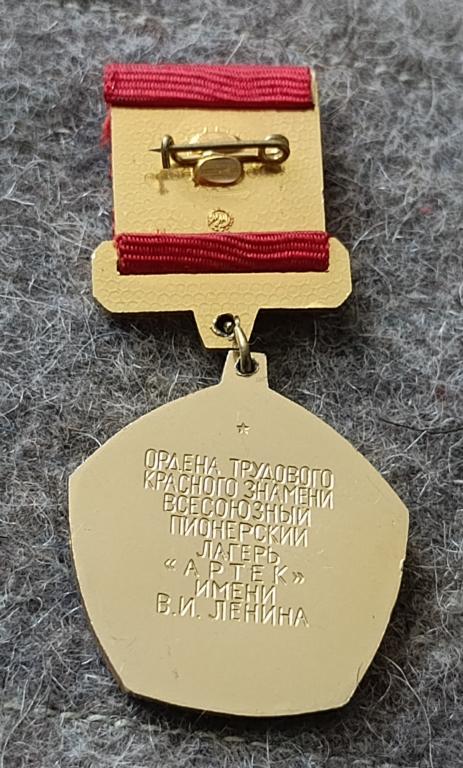 ОРДЕНА ТРУДОВОГО
КРАСНОГО ЗНАМЕНИ
ВСЕСОЮЗНЫЙ
ПИОНЕРСКИЙ
ЛАГЕРЬ
«АРТЕК»
ИМЕНИ
В.И. ЛЕНИНА